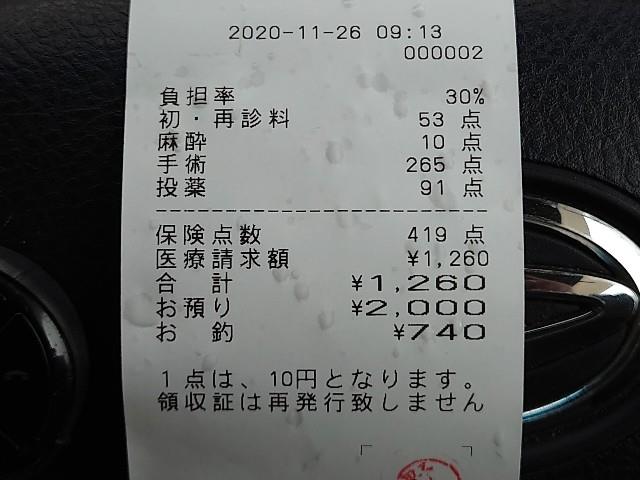 2020-11-26 09:13
000002
負担率 30%
初・再診料 53 点
麻酔 10 点
手術 265 点
投薬 91 点
保険点数 419 点
医療請求額 ¥1,260
合 計 ¥1,260
お預り ¥2,000
お 釣 ¥740
1点は、10円となります。
領収証は再発行致しません